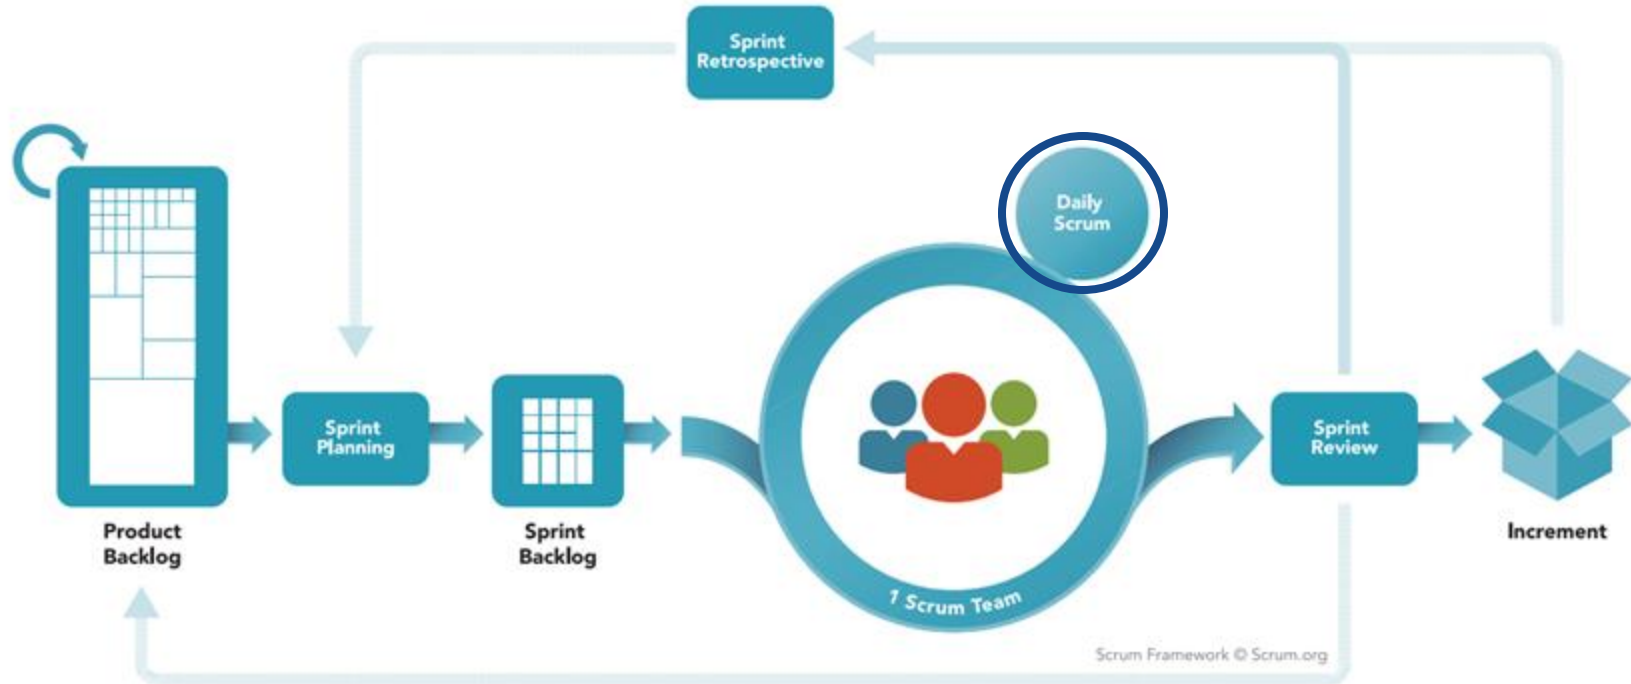 Sprint
Retrospective
Daily
Scrum
Sprint
Planning
Sprint
Review
Product
Backlog
Sprint
Backlog
1 Scrum Team
Increment
Scrum Framework © Scrum.org